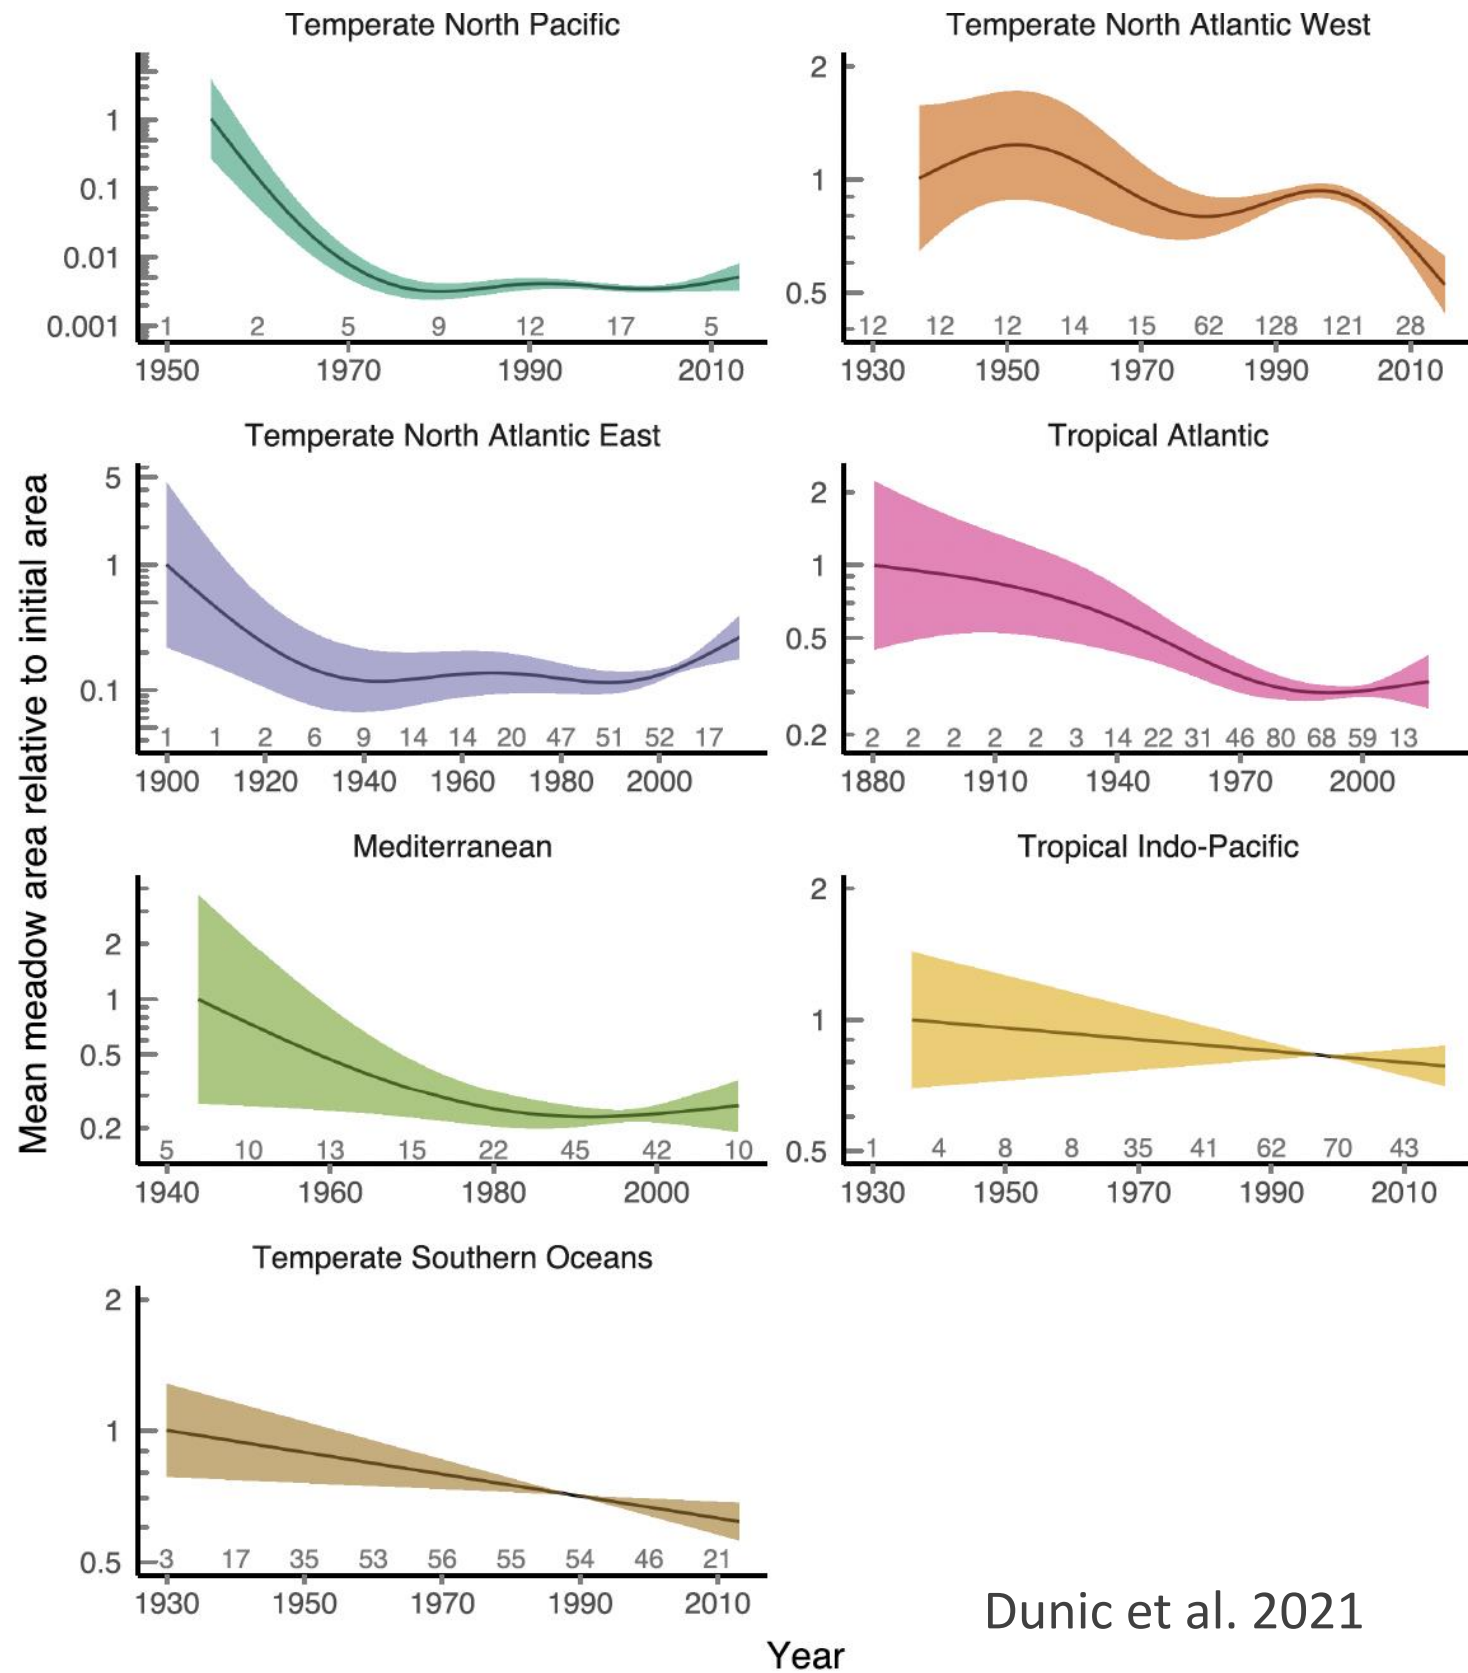 Temperate North Pacific
1
0.1
0.01
0.001
1 2 5 9 12 17 5
1950 1970 1990 2010
Temperate North Atlantic West
2
1
0.5
12 12 12 14 15 62 128 121 28
1930 1950 1970 1990 2010
Mean meadow area relative to initial area
Temperate North Atlantic East
5
1
0.1
1 1 2 6 9 14 14 20 47 51 52 17
1900 1920 1940 1960 1980 2000
Tropical Atlantic
2
1
0.5
0.2
2 2 2 2 2 3 14 22 31 46 80 68 59 13
1880 1910 1940 1970 2000
Mediterranean
2
1
0.5
0.2
5 10 13 15 22 45 42 10
1940 1960 1980 2000
Tropical Indo-Pacific
2
1
0.5
1 4 8 8 35 41 62 70 43
1930 1950 1970 1990 2010
Temperate Southern Oceans
2
1
0.5
3 17 35 53 56 55 54 46 21
1930 1950 1970 1990 2010
Dunic et al. 2021
Year